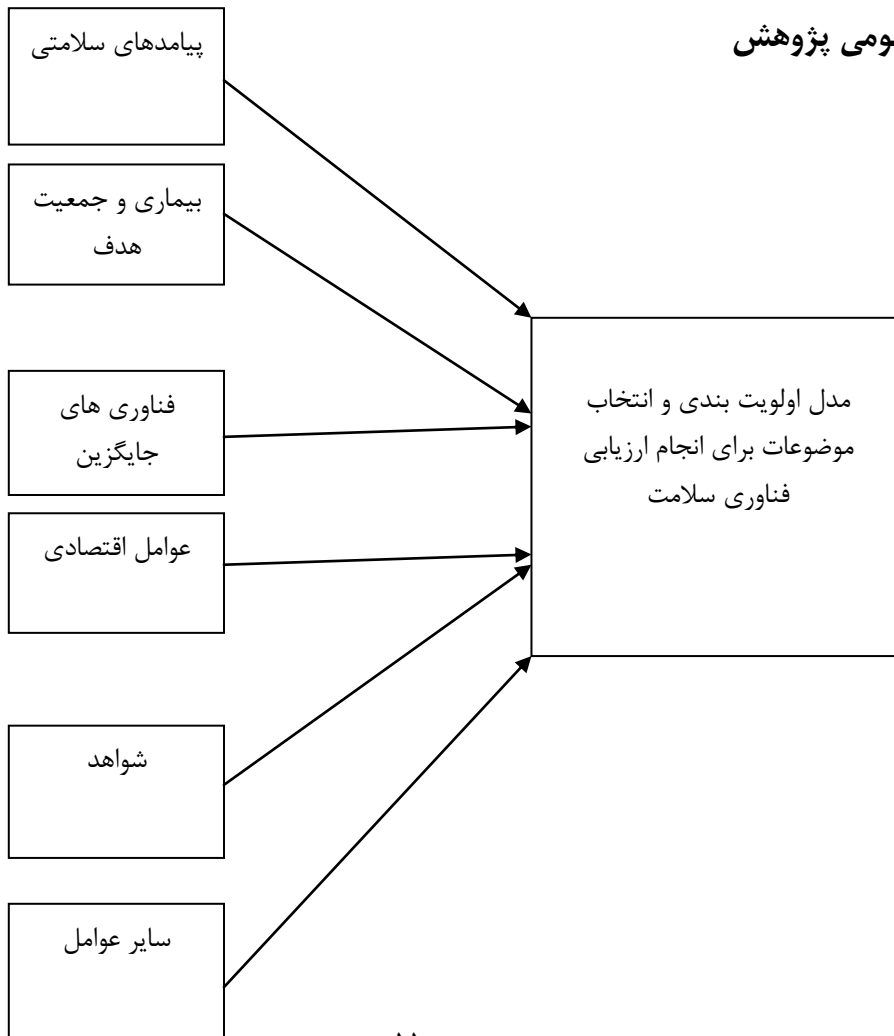 پژوهش
پیامدهای سلامتی
بیماری و جمعیت
هدف
فناوری های
جایگزین
عوامل اقتصادی
شواهد
سایر عوامل
مدل اولویت بندی و انتخاب
موضوعات برای انجام ارزیابی
فناوری سلامت